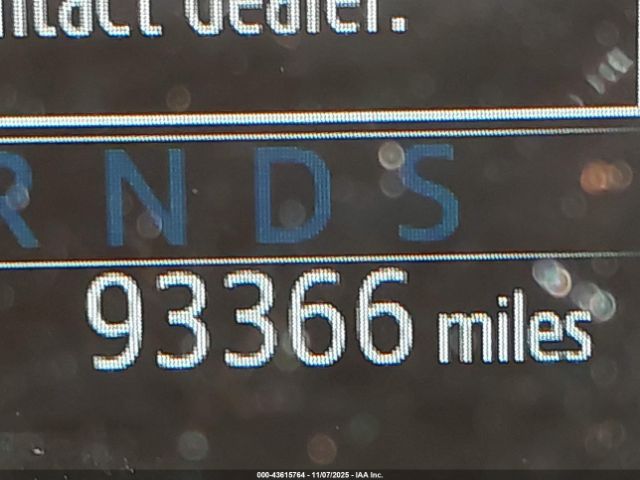 ntact dealer.
R N D S
93366 miles
000-43615764 - 11/07/2025 - IAA Inc.